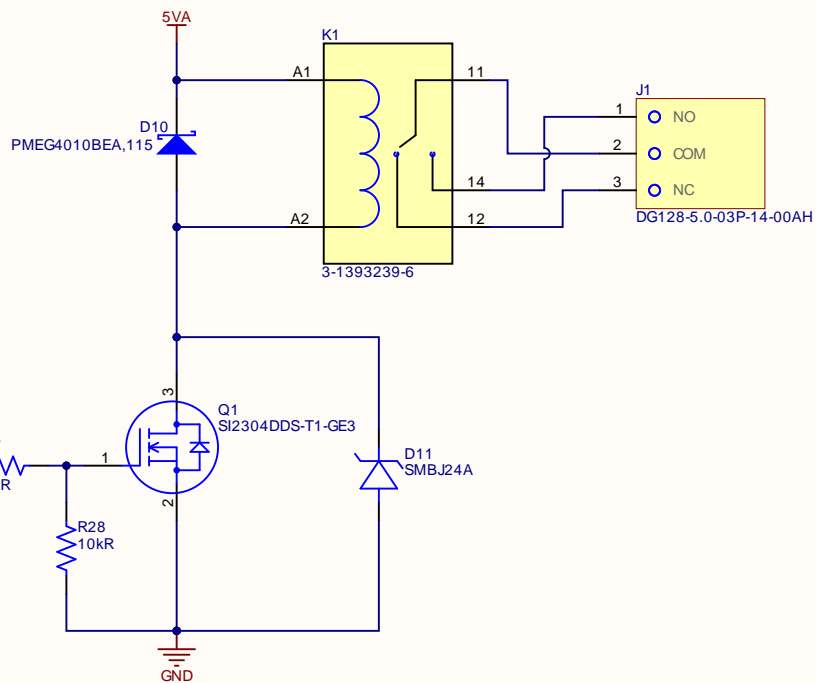 5VA
K1
A1
11
J1
1
NO
D10
PMEG4010BEA,115
2
COM
14
3
NC
A2
12
DG128-5.0-03P-14-00AH
3-1393239-6
3
Q1
SI2304DDS-T1-GE3
1
D11
SMBJ24A
R
2
R28
10kR
GND